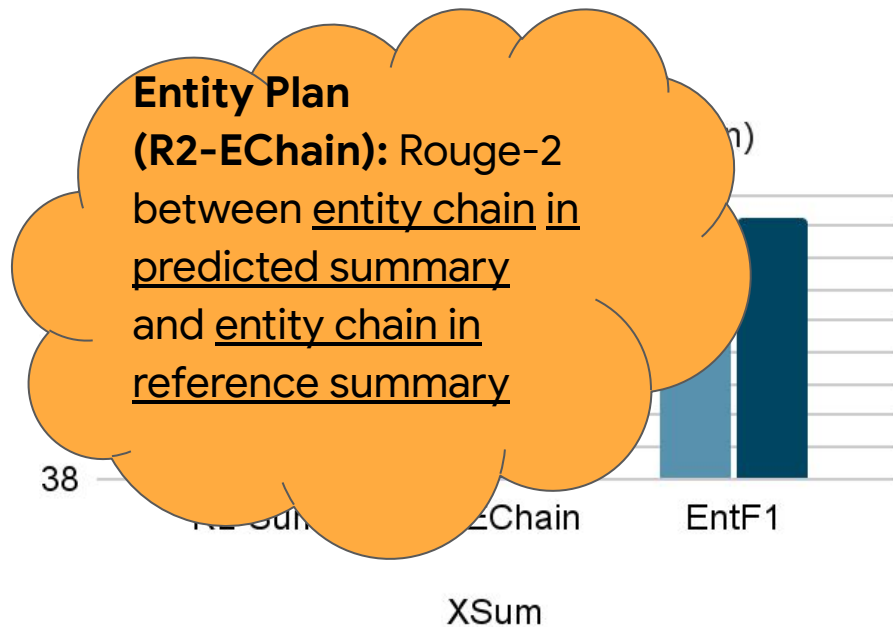 Entity Plan
(R2-EChain): Rouge-2
between entity chain in
predicted summary
and entity chain in
reference summary
38
EChain EntF1
XSum